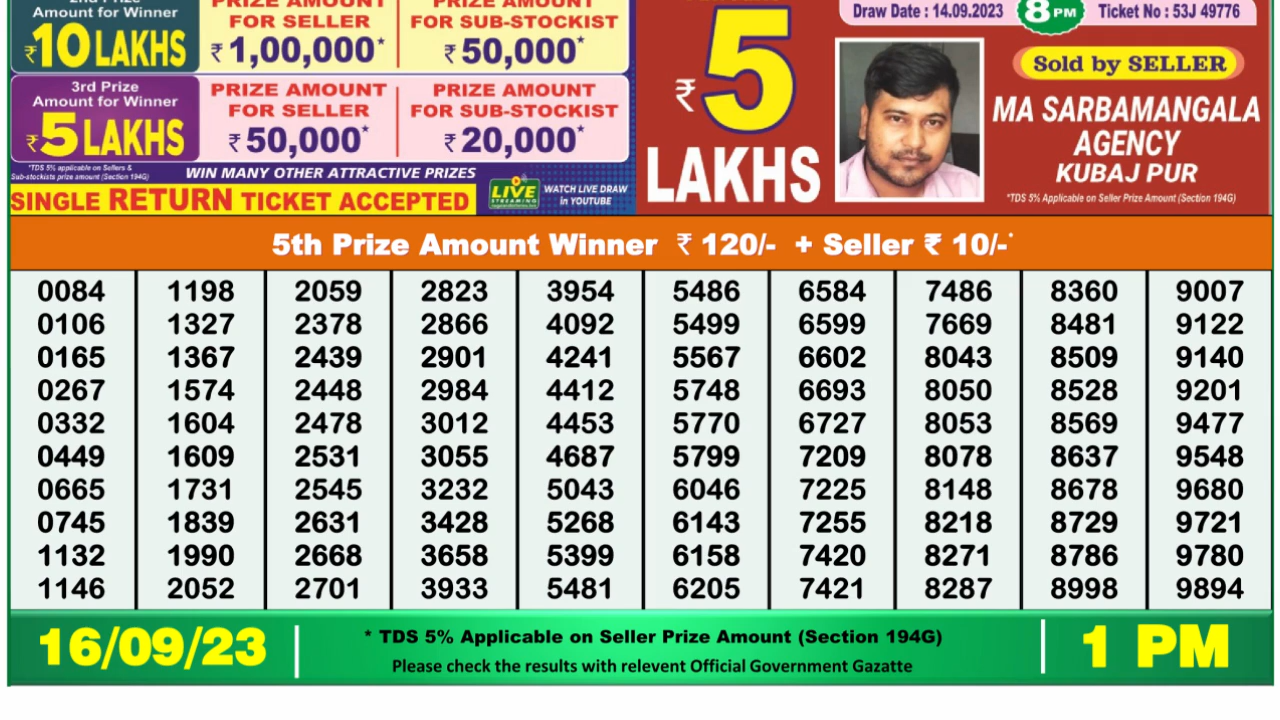 2nd Prize
Amount for Winner
₹10 LAKHS
PRIZE AMOUNT
FOR SELLER
₹ 1,00,000*
PRIZE AMOUNT
FOR SUB-STOCKIST
₹ 50,000*
3rd Prize
Amount for Winner
₹5 LAKHS
PRIZE AMOUNT
FOR SELLER
₹ 50,000*
PRIZE AMOUNT
FOR SUB-STOCKIST
₹ 20,000*
*TDS 5% applicable on Sellers &
Sub-stockists prize amount (Section 194G)
WIN MANY OTHER ATTRACTIVE PRIZES
SINGLE RETURN TICKET ACCEPTED
LIVE
STREAMING
WATCH LIVE DRAW
in YOUTUBE
₹ 5
LAKHS
Draw Date : 14.09.2023
8PM
Ticket No : 53J 49776
Sold by SELLER
MA SARBAMANGALA
AGENCY
KUBAJ PUR
*TDS 5% Applicable on Seller Prize Amount (Section 194G)
5th Prize Amount Winner ₹ 120/- + Seller ₹ 10/-*
0084 1198 2059 2823 3954 5486 6584 7486 8360 9007
0106 1327 2378 2866 4092 5499 6599 7669 8481 9122
0165 1367 2439 2901 4241 5567 6602 8043 8509 9140
0267 1574 2448 2984 4412 5748 6693 8050 8528 9201
0332 1604 2478 3012 4453 5770 6727 8053 8569 9477
0449 1609 2531 3055 4687 5799 7209 8078 8637 9548
0665 1731 2545 3232 5043 6046 7225 8148 8678 9680
0745 1839 2631 3428 5268 6143 7255 8218 8729 9721
1132 1990 2668 3658 5399 6158 7420 8271 8786 9780
1146 2052 2701 3933 5481 6205 7421 8287 8998 9894
16/09/23
* TDS 5% Applicable on Seller Prize Amount (Section 194G)
Please check the results with relevent Official Government Gazatte
1 PM